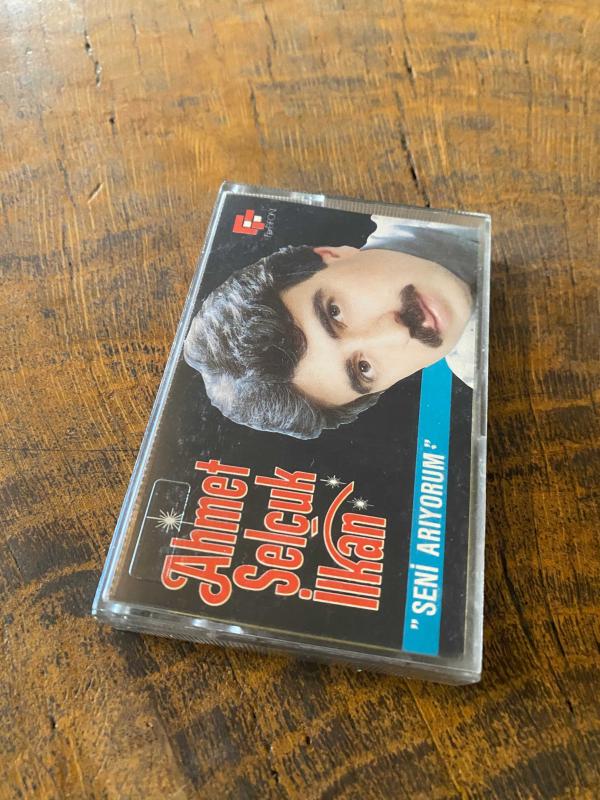 Ahmet
Selçuk
İlkan
"SENİ ARIYORUM"